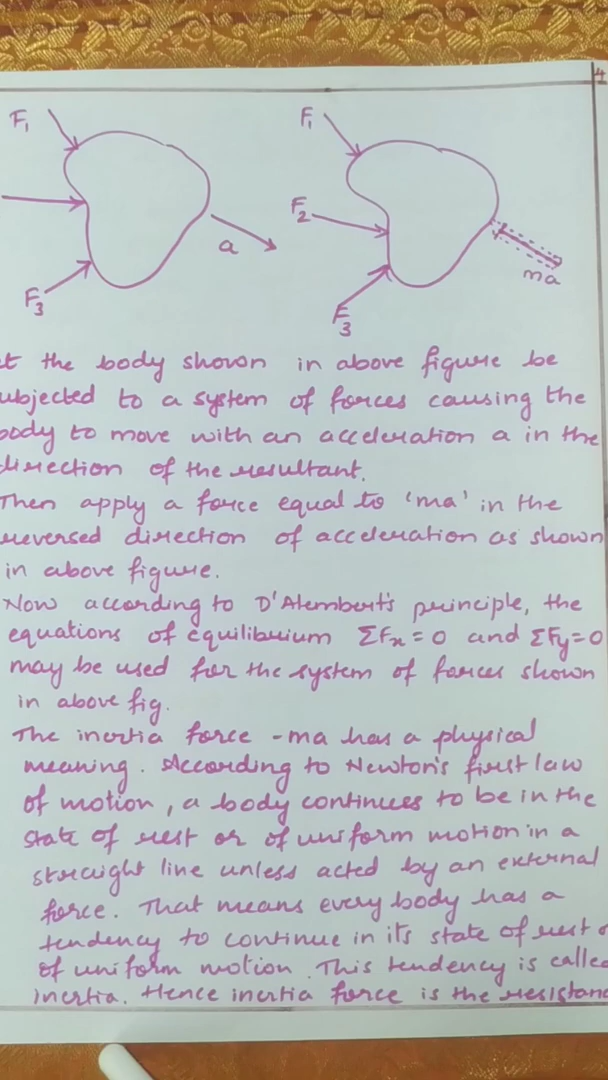 4
F1
F1
F2
a
ma
F3
F3
t the body shown in above figure be
ubjected to a system of forces causing the
body to move with an acceleration a in the
direction of the resultant.
Then apply a force equal to 'ma' in the
reversed direction of acceleration as shown
in above figure.
Now according to D'Alembert's principle, the
equations of equilibrium ΣFx = 0 and ΣFy = 0
may be used for the system of forces shown
in above fig.
The inertia force -ma has a physical
meaning. According to Newton's first law
of motion, a body continues to be in the
state of rest or of uniform motion in a
straight line unless acted by an external
force. That means every body has a
tendency to continue in its state of rest o
of uniform motion. This tendency is calle
inertia. Hence inertia force is the resistan